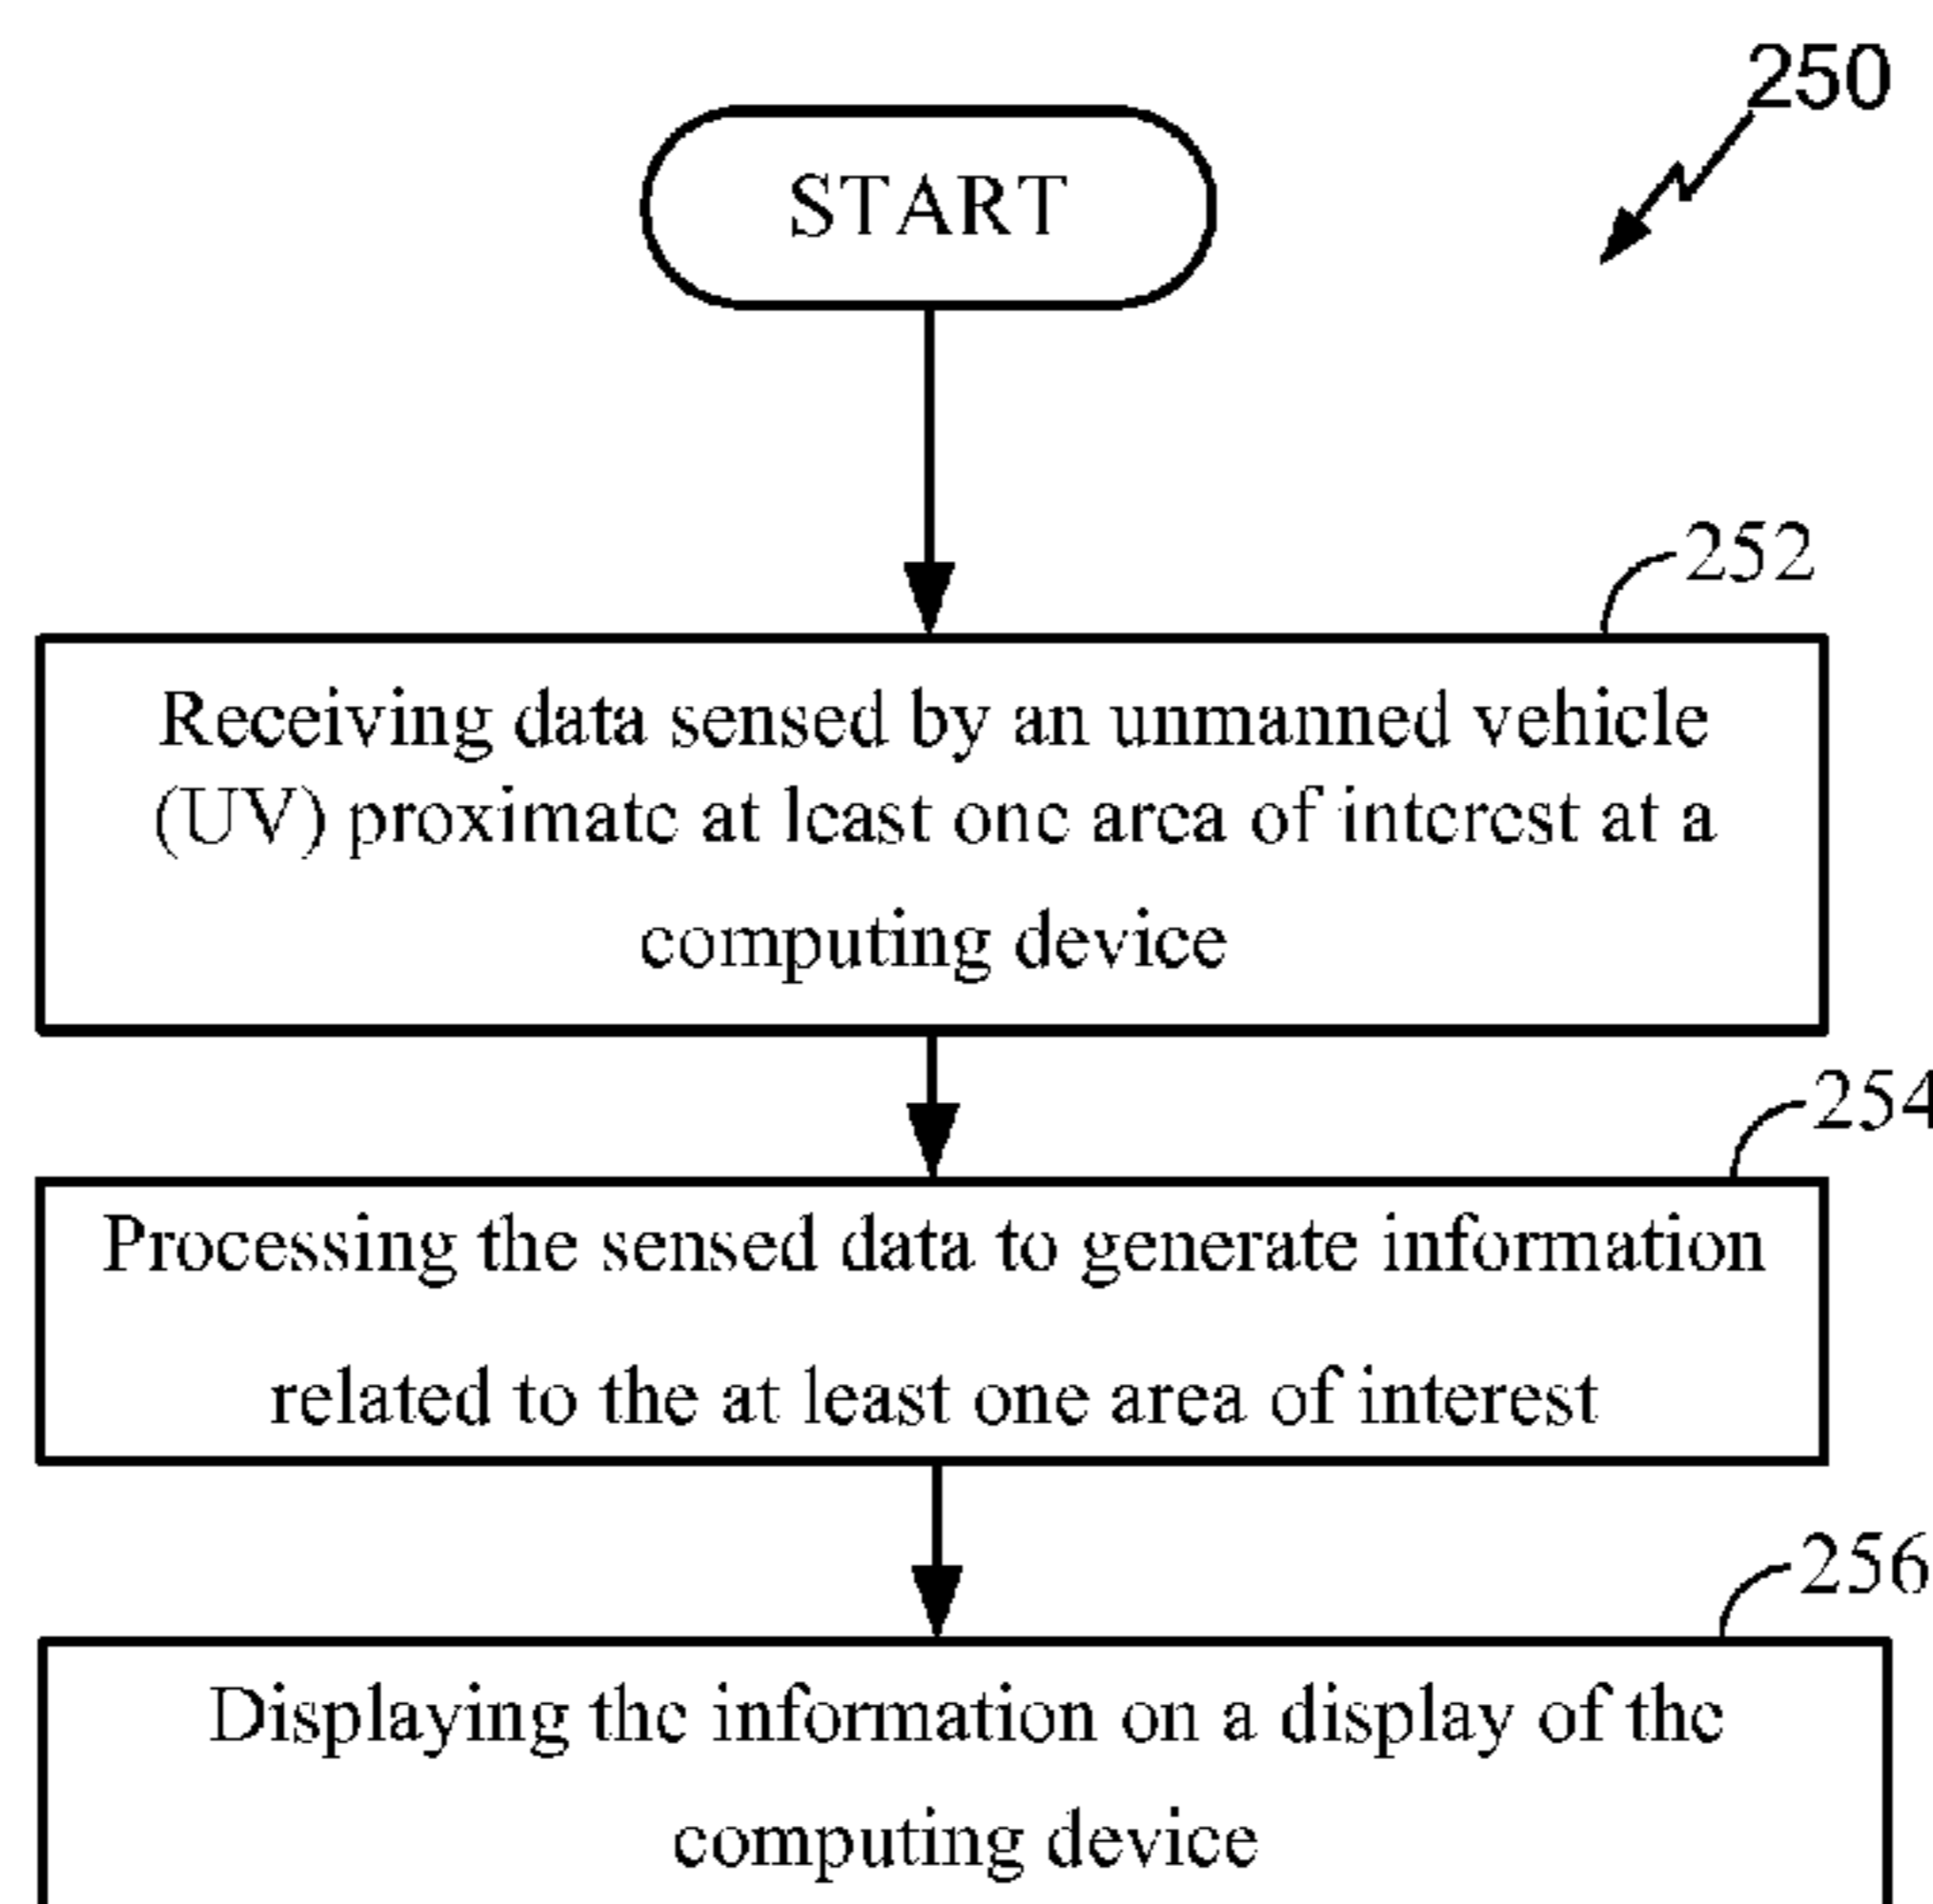 250
START
252
Receiving data sensed by an unmanned vehicle
(UV) proximate at least one area of interest at a
computing device
254
Processing the sensed data to generate information
related to the at least one area of interest
256
Displaying the information on a display of the
computing device